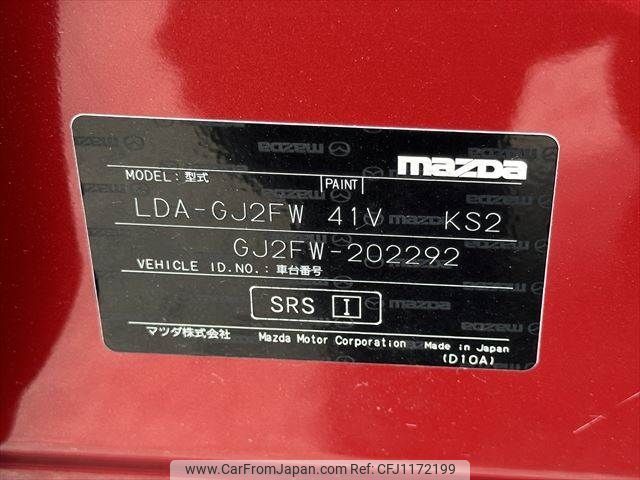 mazda
MODEL: 型式 PAINT
LDA-GJ2FW 41V KS2
GJ2FW-202292
VEHICLE ID.NO.: 車台番号
SRS I
マツダ株式会社 Mazda Motor Corporation Made in Japan
(D10A)
www.carfromjapan.com No. CFJ1172199